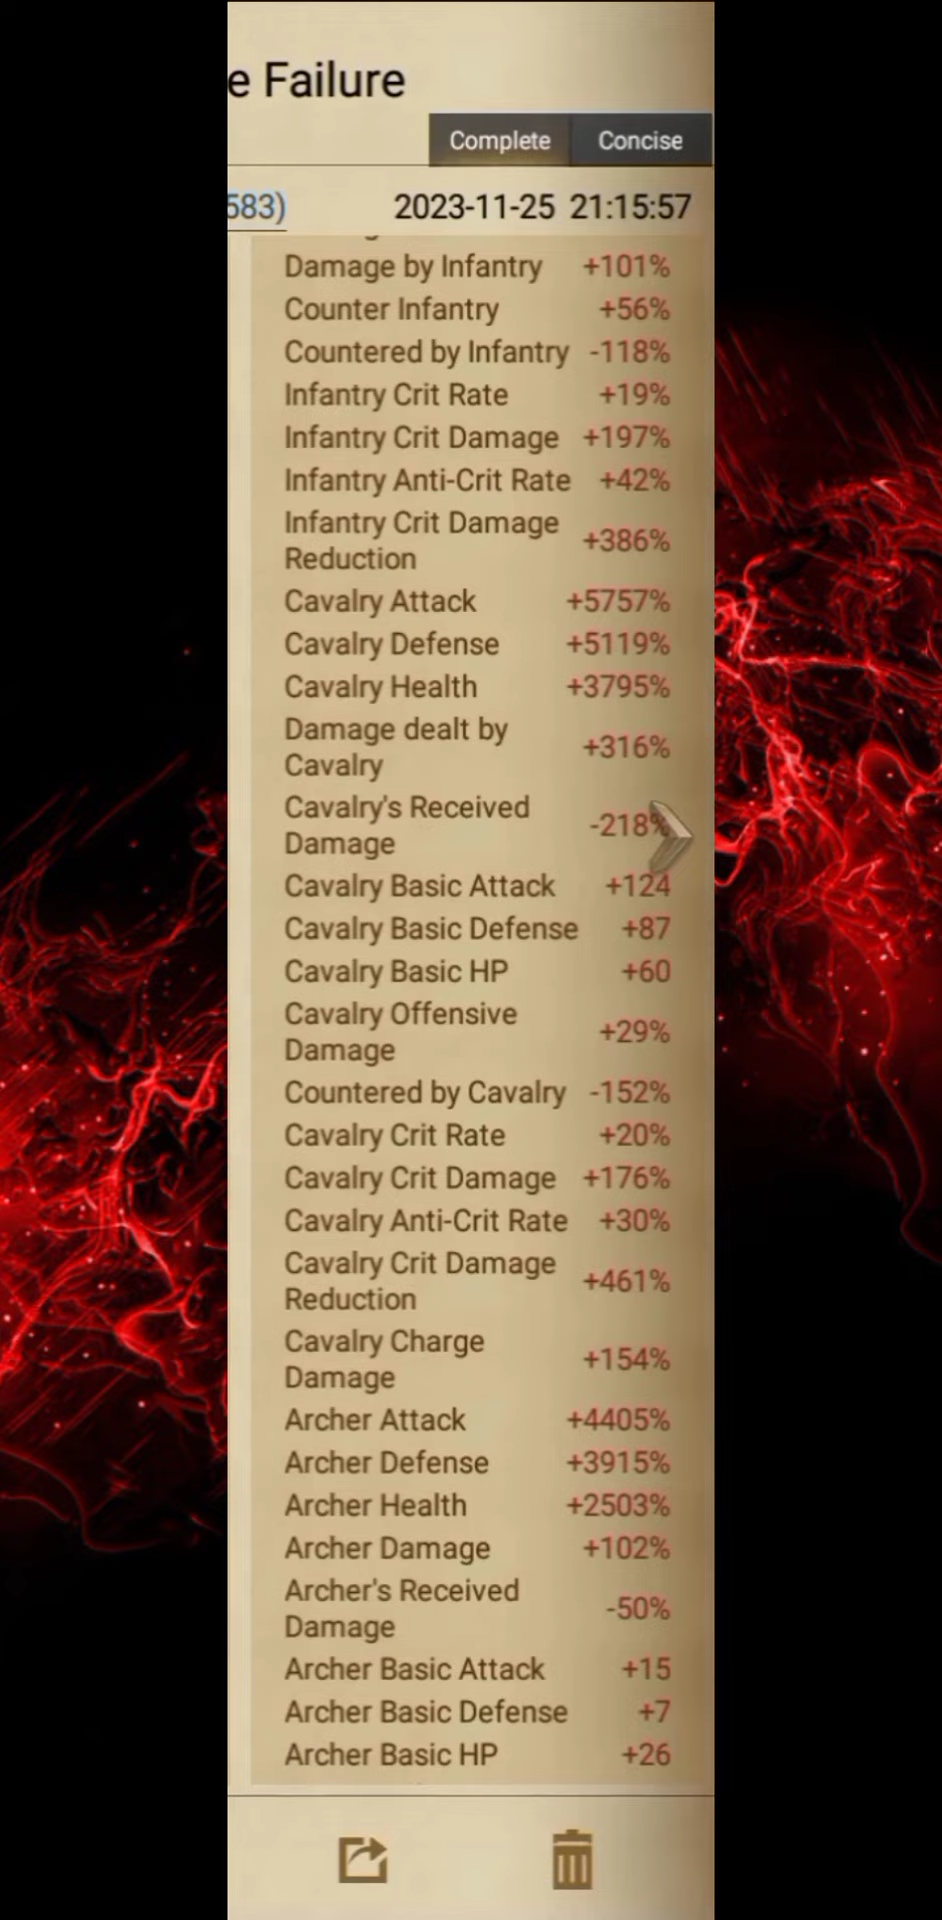 e Failure
Complete Concise
583) 2023-11-25 21:15:57
Damage by Infantry +101%
Counter Infantry +56%
Countered by Infantry -118%
Infantry Crit Rate +19%
Infantry Crit Damage +197%
Infantry Anti-Crit Rate +42%
Infantry Crit Damage
Reduction +386%
Cavalry Attack +5757%
Cavalry Defense +5119%
Cavalry Health +3795%
Damage dealt by
Cavalry +316%
Cavalry's Received
Damage -218%
Cavalry Basic Attack +124
Cavalry Basic Defense +87
Cavalry Basic HP +60
Cavalry Offensive
Damage +29%
Countered by Cavalry -152%
Cavalry Crit Rate +20%
Cavalry Crit Damage +176%
Cavalry Anti-Crit Rate +30%
Cavalry Crit Damage
Reduction +461%
Cavalry Charge
Damage +154%
Archer Attack +4405%
Archer Defense +3915%
Archer Health +2503%
Archer Damage +102%
Archer's Received
Damage -50%
Archer Basic Attack +15
Archer Basic Defense +7
Archer Basic HP +26